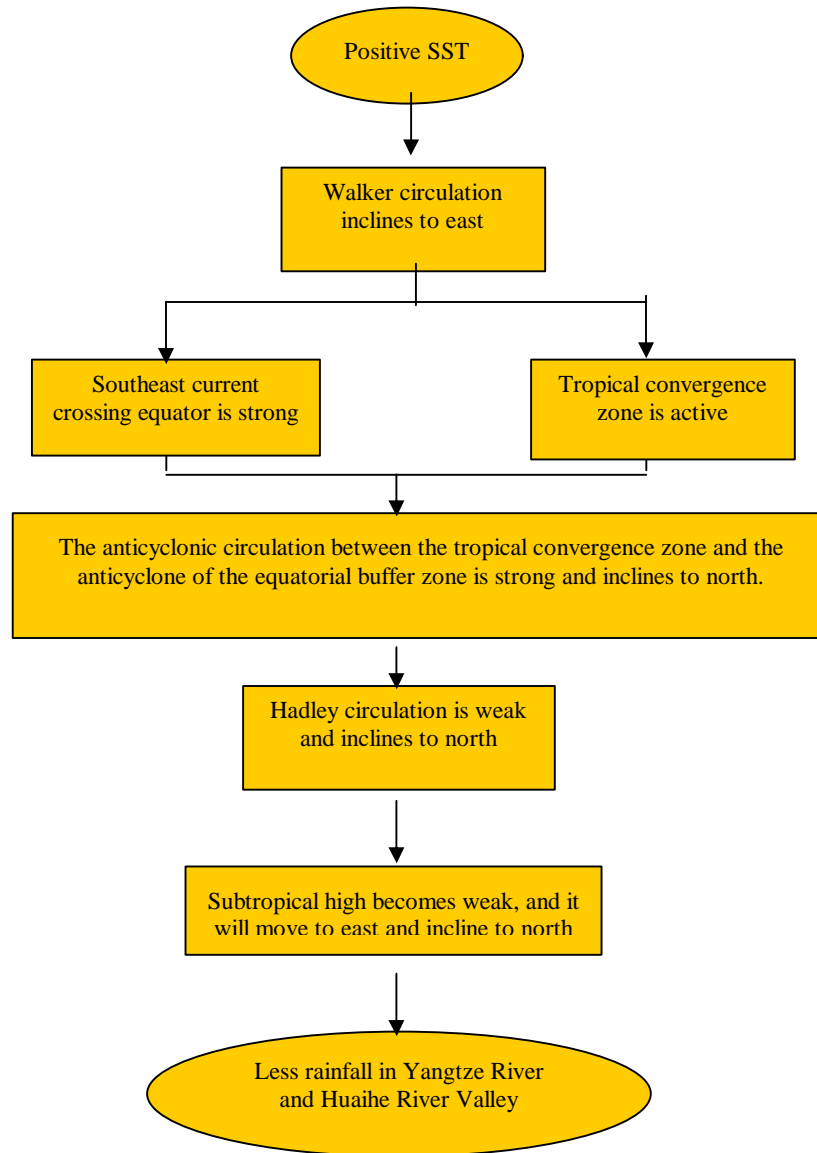 Positive SST
Walker circulation
inclines to east
Southeast current
crossing equator is strong
Tropical convergence
zone is active
The anticyclonic circulation between the tropical convergence zone and the
anticyclone of the equatorial buffer zone is strong and inclines to north.
Hadley circulation is weak
and inclines to north
Subtropical high becomes weak, and it
will move to east and incline to north
Less rainfall in Yangtze River
and Huaihe River Valley